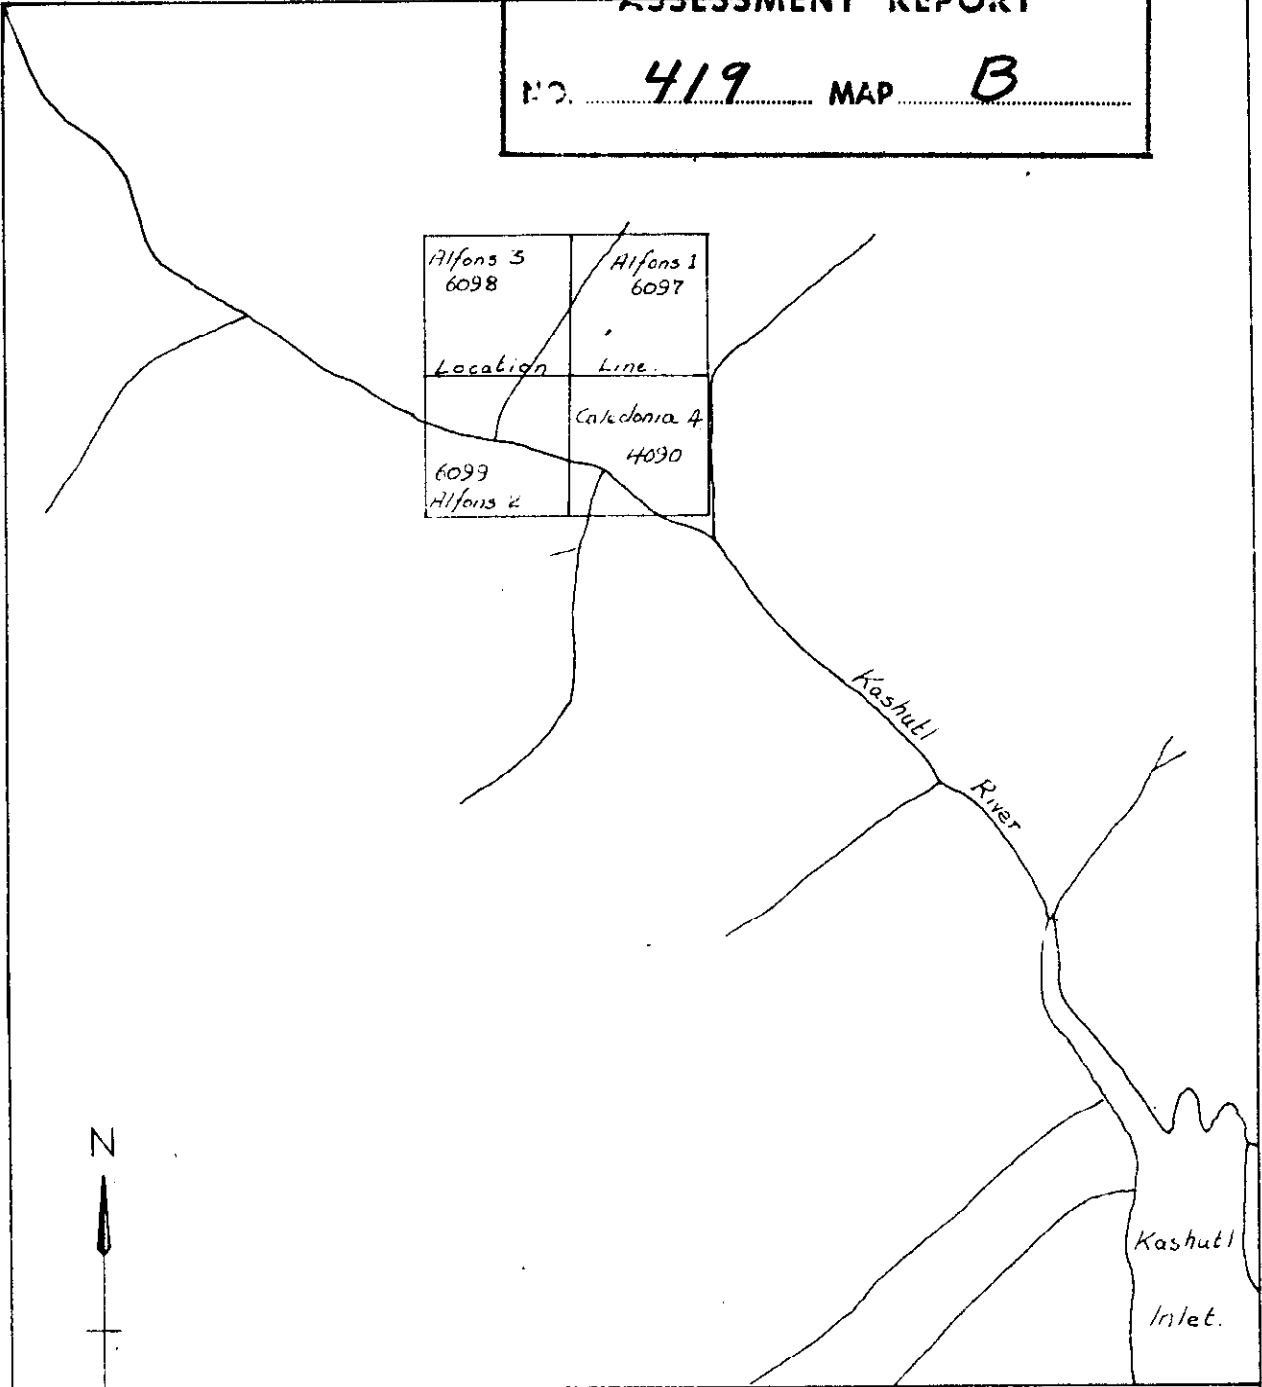 ASSESSMENT REPORT
NO. 419 MAP B
Alfons 3
6098
Alfons 1
6097
Location Line.
Caledonia 4
4090
6099
Alfons 2
Kashutl
River
N
Kashutl
Inlet.